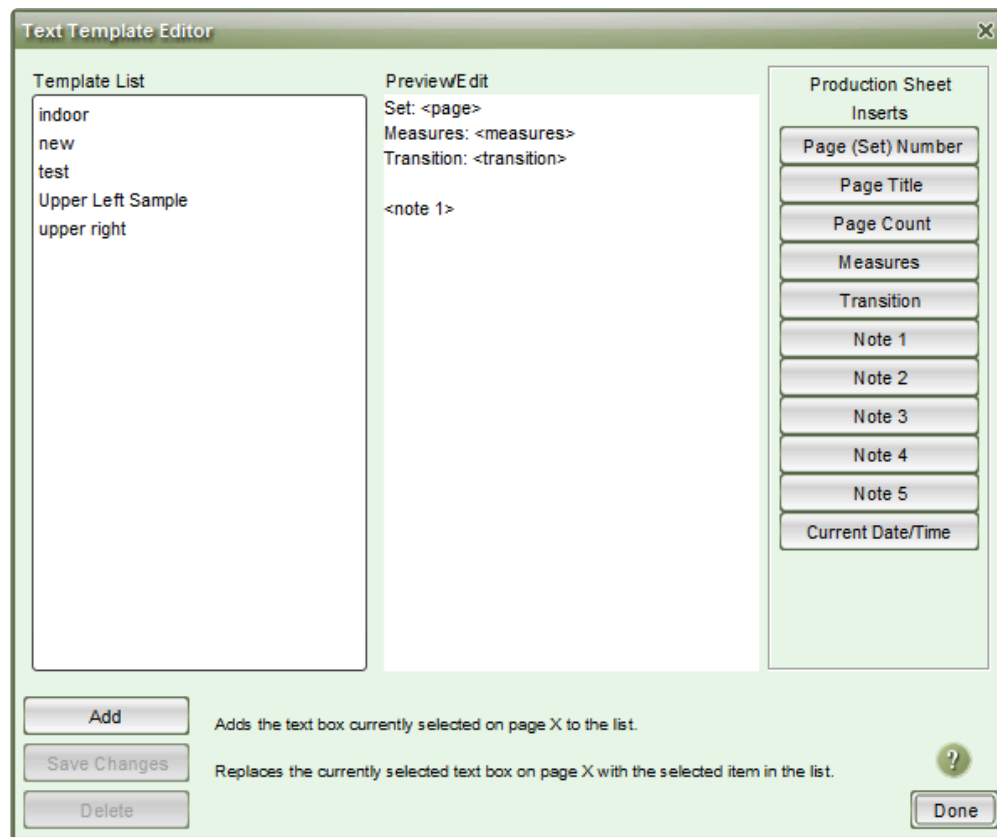 Text Template Editor
Template List
indoor
new
test
Upper Left Sample
upper right
Preview/Edit
Set: <page>
Measures: <measures>
Transition: <transition>
<note 1>
Production Sheet
Inserts
Page (Set) Number
Page Title
Page Count
Measures
Transition
Note 1
Note 2
Note 3
Note 4
Note 5
Current Date/Time
Add
Adds the text box currently selected on page X to the list.
Save Changes
Replaces the currently selected text box on page X with the selected item in the list.
Delete
?
Done